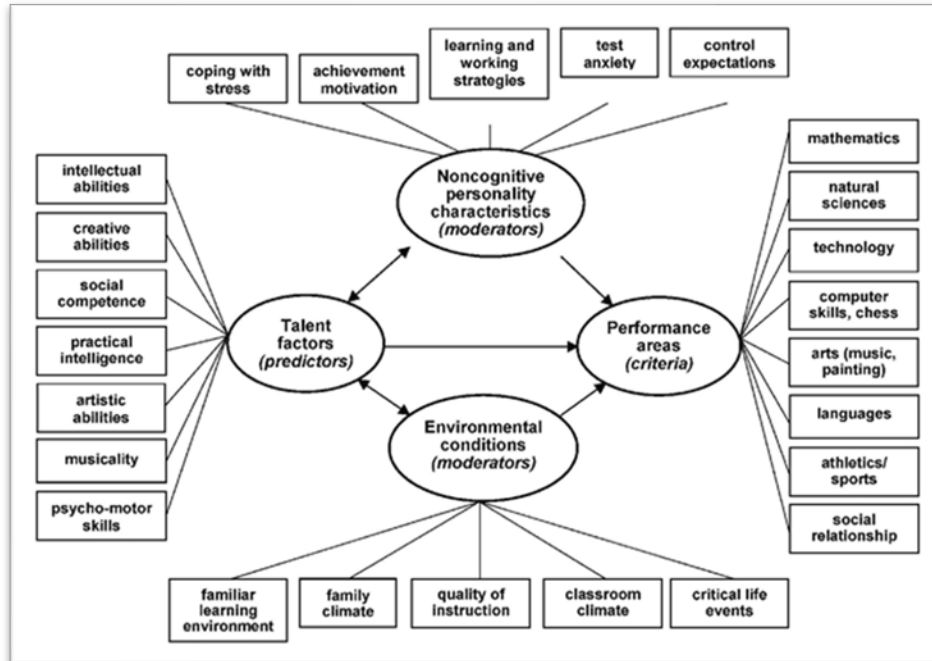 coping with
stress
achievement
motivation
learning and
working
strategies
test
anxiety
control
expectations
intellectual
abilities
creative
abilities
social
competence
practical
intelligence
artistic
abilities
musicality
psycho-motor
skills
Noncognitive
personality
characteristics
(moderators)
Talent
factors
(predictors)
Performance
areas
(criteria)
Environmental
conditions
(moderators)
mathematics
natural
sciences
technology
computer
skills, chess
arts (music,
painting)
languages
athletics/
sports
social
relationship
familiar
learning
environment
family
climate
quality of
instruction
classroom
climate
critical life
events